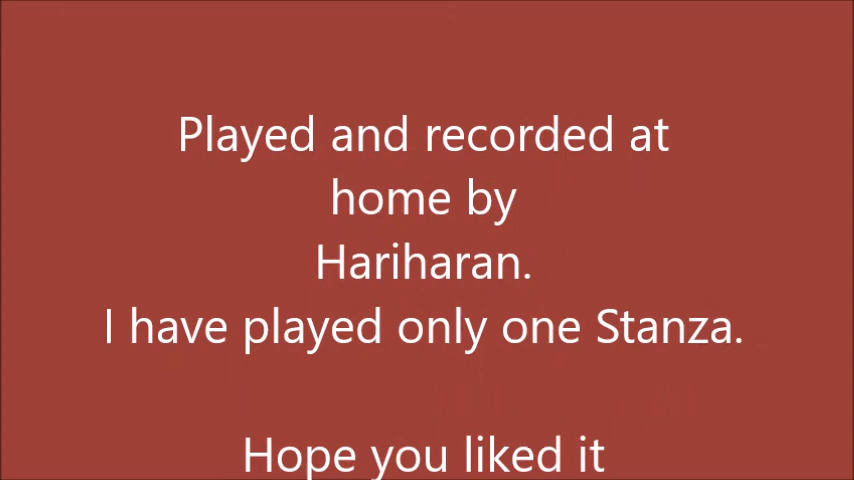 Played and recorded at
home by
Hariharan.
I have played only one Stanza.
Hope you liked it